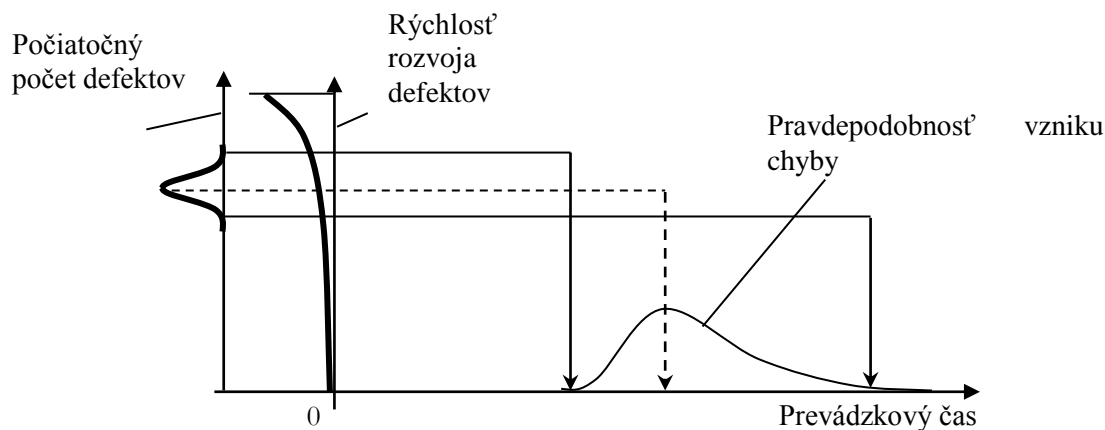 Počiatočný
počet defektov
Rýchlosť
rozvoja
defektov
Pravdepodobnosť vzniku
chyby
0
Prevádzkový čas